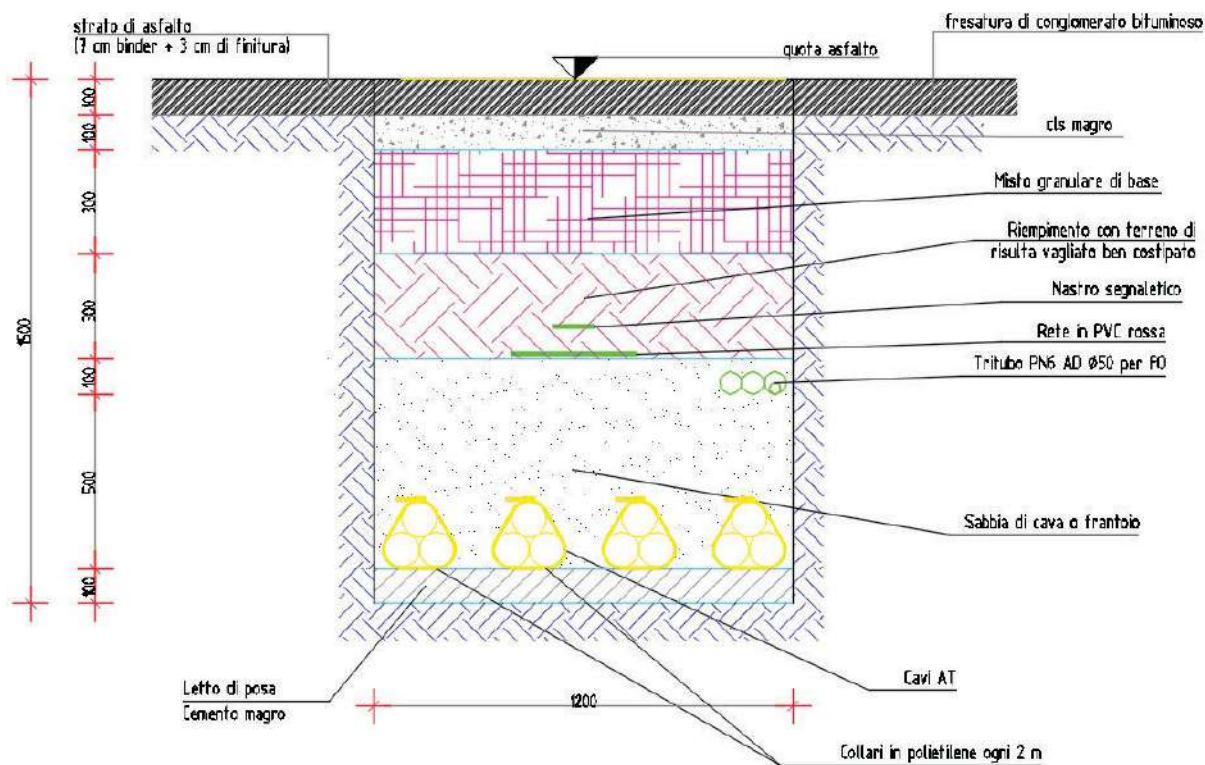 strato di asfalto
(7 cm binder + 3 cm di finitura)
fresatura di conglomerato bituminoso
quota asfalto
cls magro
Misto granulare di base
Riempimento con terreno di
risulta vagliato ben costipato
Nastro segnaletico
Rete in PVC rossa
Tritubo PN6 AD Ø50 per FO
Sabbia di cava o frantoio
Cavi AT
Collari in polietilene ogni 2 m
Letto di posa
Cemento magro
1500
100
100
300
300
100
500
100
1200